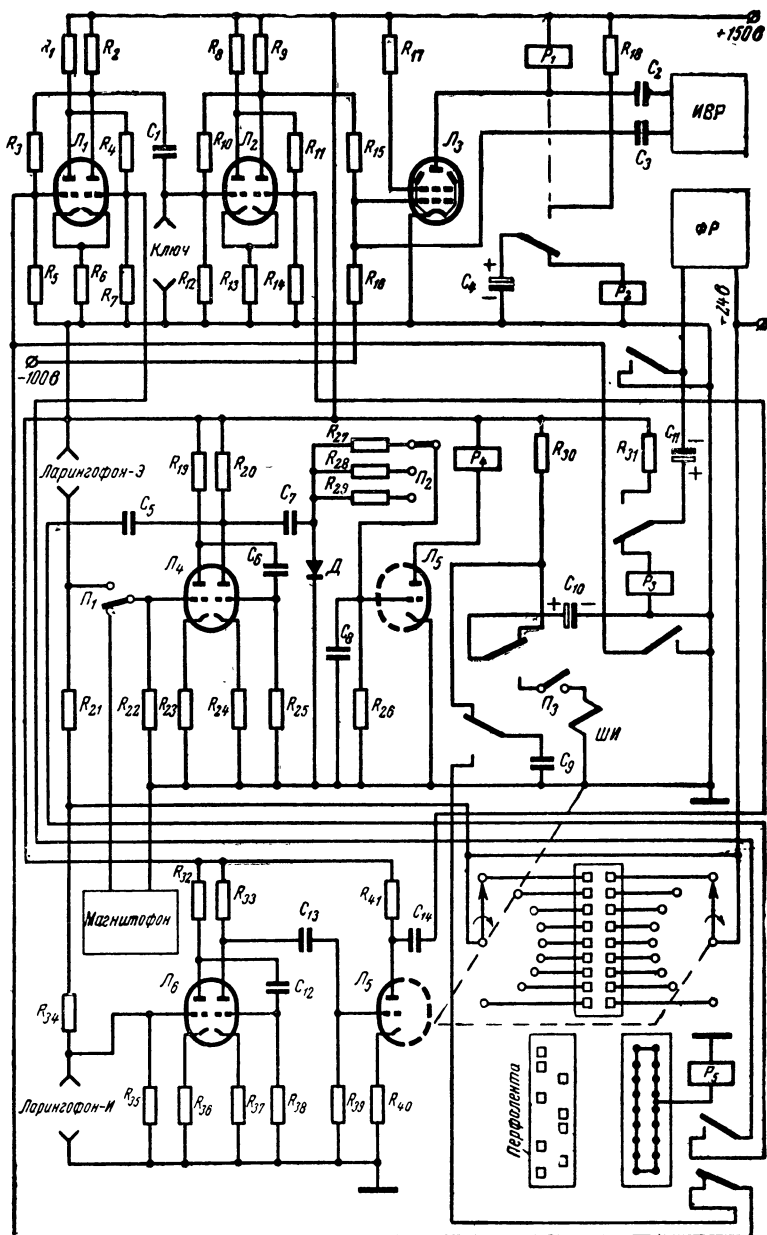 +150в
R1 R2 R8 R9 R17 P1 R18
C2
ИВР
C3
R3 Л1 R4 C1 R10 Л2 R11 R15 Л3
ФР
Ключ
R5 R6 R7 R12 R13 R14 R16 C4 + − P2
+24в
−100в
Ларингофон-Э
R19 R20 R27 R28 R29 П2 P4 R30 R31 C11 − +
C5 C7
Л4 C6 Д Л5
П1 C8 + C10 − P3
R21 R22 R23 R24 R25 R26 П3 ШИ
C9
R32 R33 R41 C14
Магнитофон
C13
Л6 C12 Л5
R34
P5
Ларингофон-И
R35 R36 R37 R38 R39 R40
Перфолента